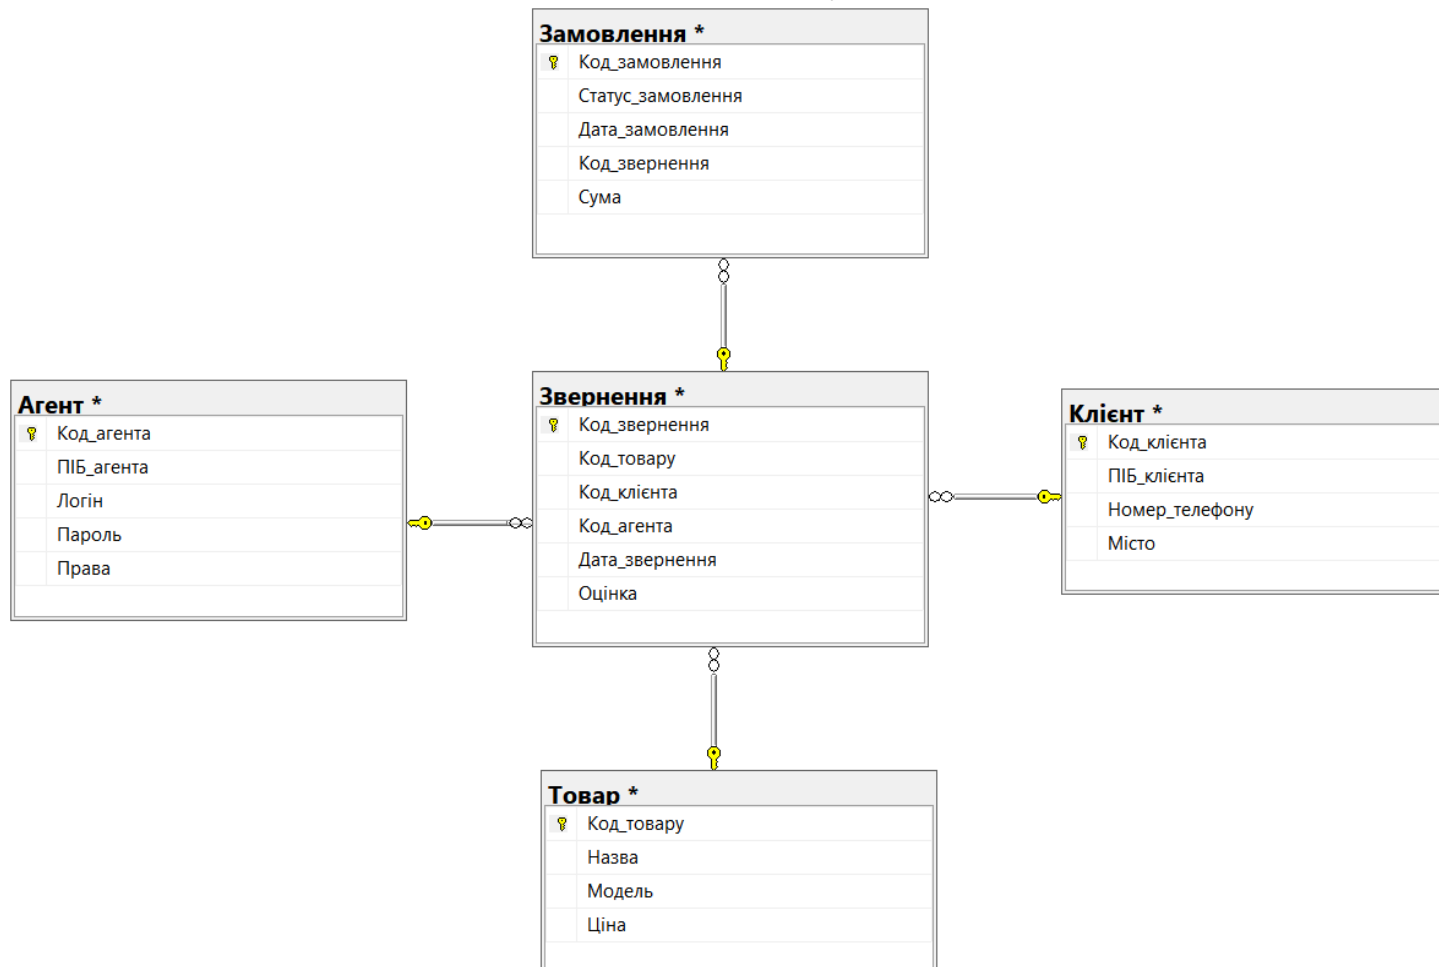 Замовлення *
Код_замовлення
Статус_замовлення
Дата_замовлення
Код_звернення
Сума
Агент *
Код_агента
ПІБ_агента
Логін
Пароль
Права
Звернення *
Код_звернення
Код_товару
Код_клієнта
Код_агента
Дата_звернення
Оцінка
Клієнт *
Код_клієнта
ПІБ_клієнта
Номер_телефону
Місто
Товар *
Код_товару
Назва
Модель
Ціна